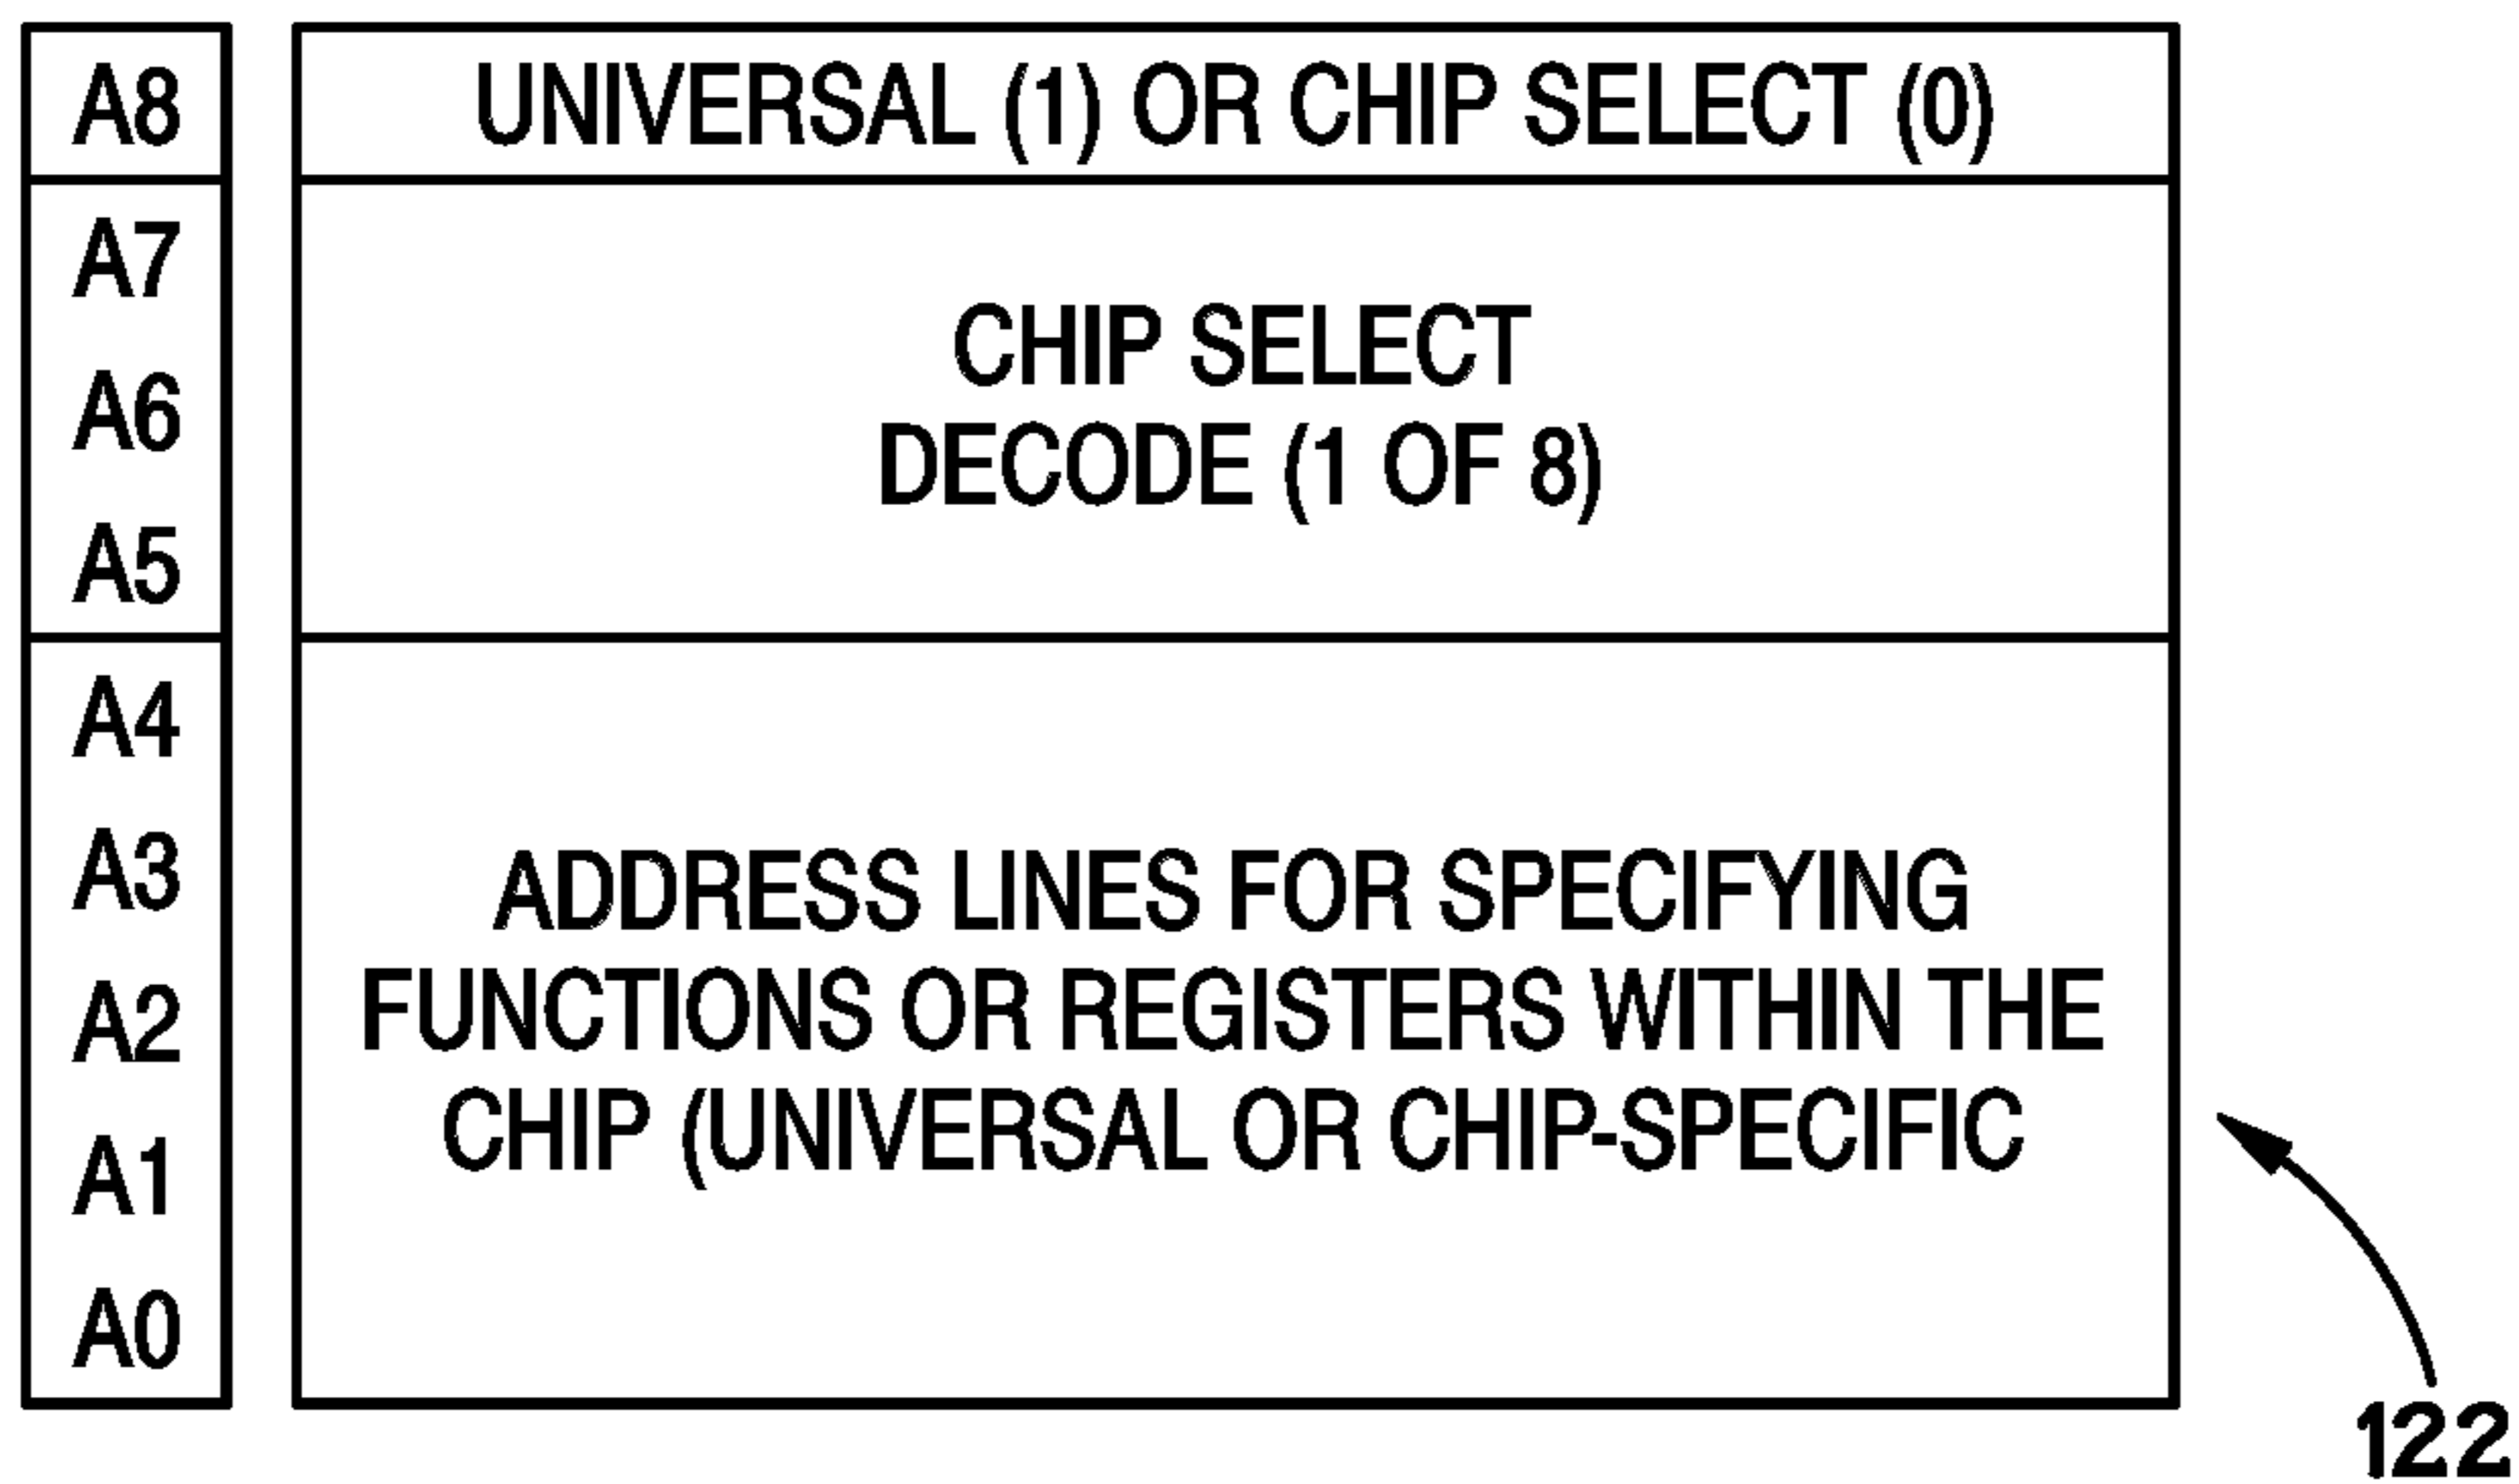 A8 UNIVERSAL (1) OR CHIP SELECT (0)
A7
A6
A5
CHIP SELECT
DECODE (1 OF 8)
A4
A3
A2
A1
A0
ADDRESS LINES FOR SPECIFYING
FUNCTIONS OR REGISTERS WITHIN THE
CHIP (UNIVERSAL OR CHIP-SPECIFIC
122